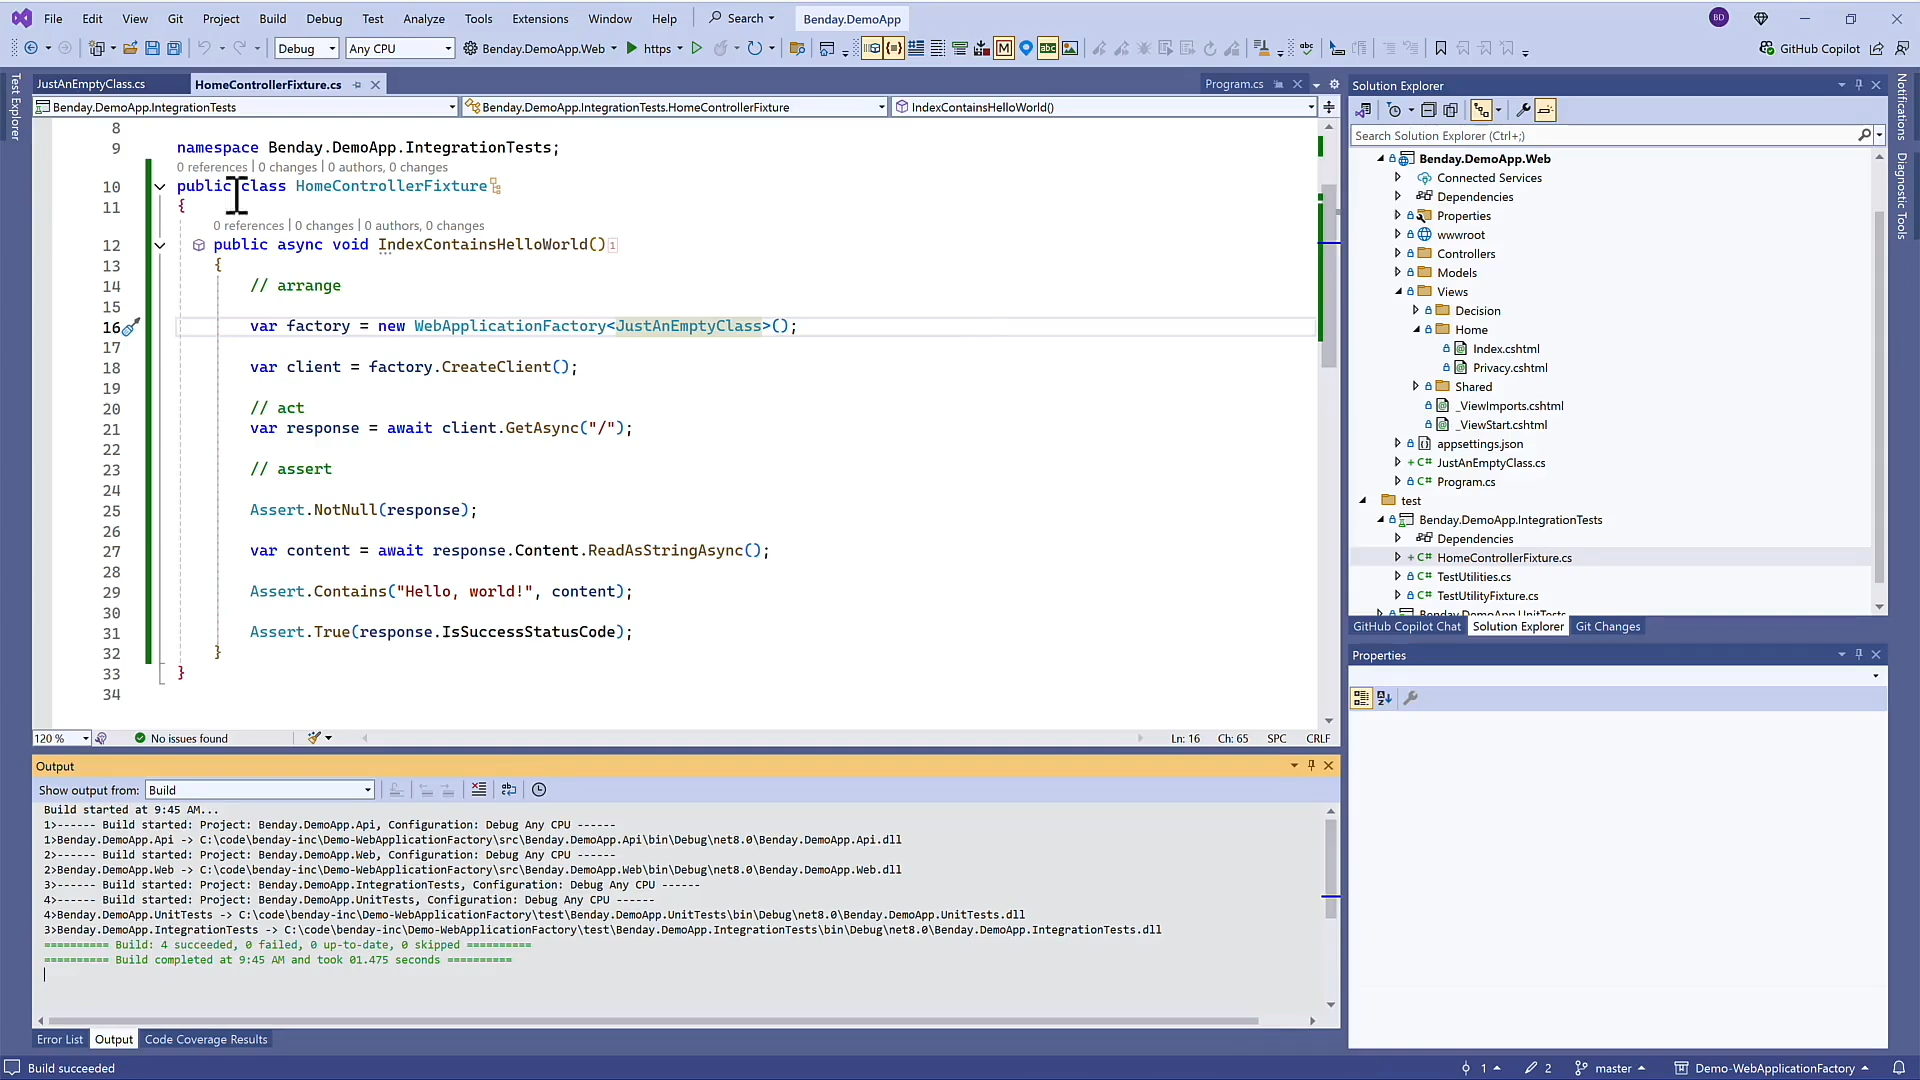 File Edit View Git Project Build Debug Test Analyze Tools Extensions Window Help Search Benday.DemoApp BD
Debug Any CPU Benday.DemoApp.Web https GitHub Copilot
Test Explorer
JustAnEmptyClass.cs HomeControllerFixture.cs Program.cs
Benday.DemoApp.IntegrationTests Benday.DemoApp.IntegrationTests.HomeControllerFixture IndexContainsHelloWorld()
8
9 namespace Benday.DemoApp.IntegrationTests;
0 references | 0 changes | 0 authors, 0 changes
10 public class HomeControllerFixture
11 {
0 references | 0 changes | 0 authors, 0 changes
12 public async void IndexContainsHelloWorld() 1
13 {
14 // arrange
15
16 var factory = new WebApplicationFactory<JustAnEmptyClass>();
17
18 var client = factory.CreateClient();
19
20 // act
21 var response = await client.GetAsync("/");
22
23 // assert
24
25 Assert.NotNull(response);
26
27 var content = await response.Content.ReadAsStringAsync();
28
29 Assert.Contains("Hello, world!", content);
30
31 Assert.True(response.IsSuccessStatusCode);
32 }
33 }
34
120 % No issues found Ln: 16 Ch: 65 SPC CRLF
Output
Show output from: Build
Build started at 9:45 AM...
1>------ Build started: Project: Benday.DemoApp.Api, Configuration: Debug Any CPU ------
1>Benday.DemoApp.Api -> C:\code\benday-inc\Demo-WebApplicationFactory\src\Benday.DemoApp.Api\bin\Debug\net8.0\Benday.DemoApp.Api.dll
2>------ Build started: Project: Benday.DemoApp.Web, Configuration: Debug Any CPU ------
2>Benday.DemoApp.Web -> C:\code\benday-inc\Demo-WebApplicationFactory\src\Benday.DemoApp.Web\bin\Debug\net8.0\Benday.DemoApp.Web.dll
3>------ Build started: Project: Benday.DemoApp.IntegrationTests, Configuration: Debug Any CPU ------
4>------ Build started: Project: Benday.DemoApp.UnitTests, Configuration: Debug Any CPU ------
4>Benday.DemoApp.UnitTests -> C:\code\benday-inc\Demo-WebApplicationFactory\test\Benday.DemoApp.UnitTests\bin\Debug\net8.0\Benday.DemoApp.UnitTests.dll
3>Benday.DemoApp.IntegrationTests -> C:\code\benday-inc\Demo-WebApplicationFactory\test\Benday.DemoApp.IntegrationTests\bin\Debug\net8.0\Benday.DemoApp.IntegrationTests.dll
========== Build: 4 succeeded, 0 failed, 0 up-to-date, 0 skipped ==========
========== Build completed at 9:45 AM and took 01.475 seconds ==========
Error List Output Code Coverage Results
Solution Explorer
Search Solution Explorer (Ctrl+;)
Benday.DemoApp.Web
Connected Services
Dependencies
Properties
wwwroot
Controllers
Models
Views
Decision
Home
Index.cshtml
Privacy.cshtml
Shared
_ViewImports.cshtml
_ViewStart.cshtml
appsettings.json
C# JustAnEmptyClass.cs
C# Program.cs
test
Benday.DemoApp.IntegrationTests
Dependencies
C# HomeControllerFixture.cs
C# TestUtilities.cs
C# TestUtilityFixture.cs
Benday.DemoApp.UnitTests
GitHub Copilot Chat Solution Explorer Git Changes
Properties
Notifications
Diagnostic Tools
Build succeeded 1 2 master Demo-WebApplicationFactory